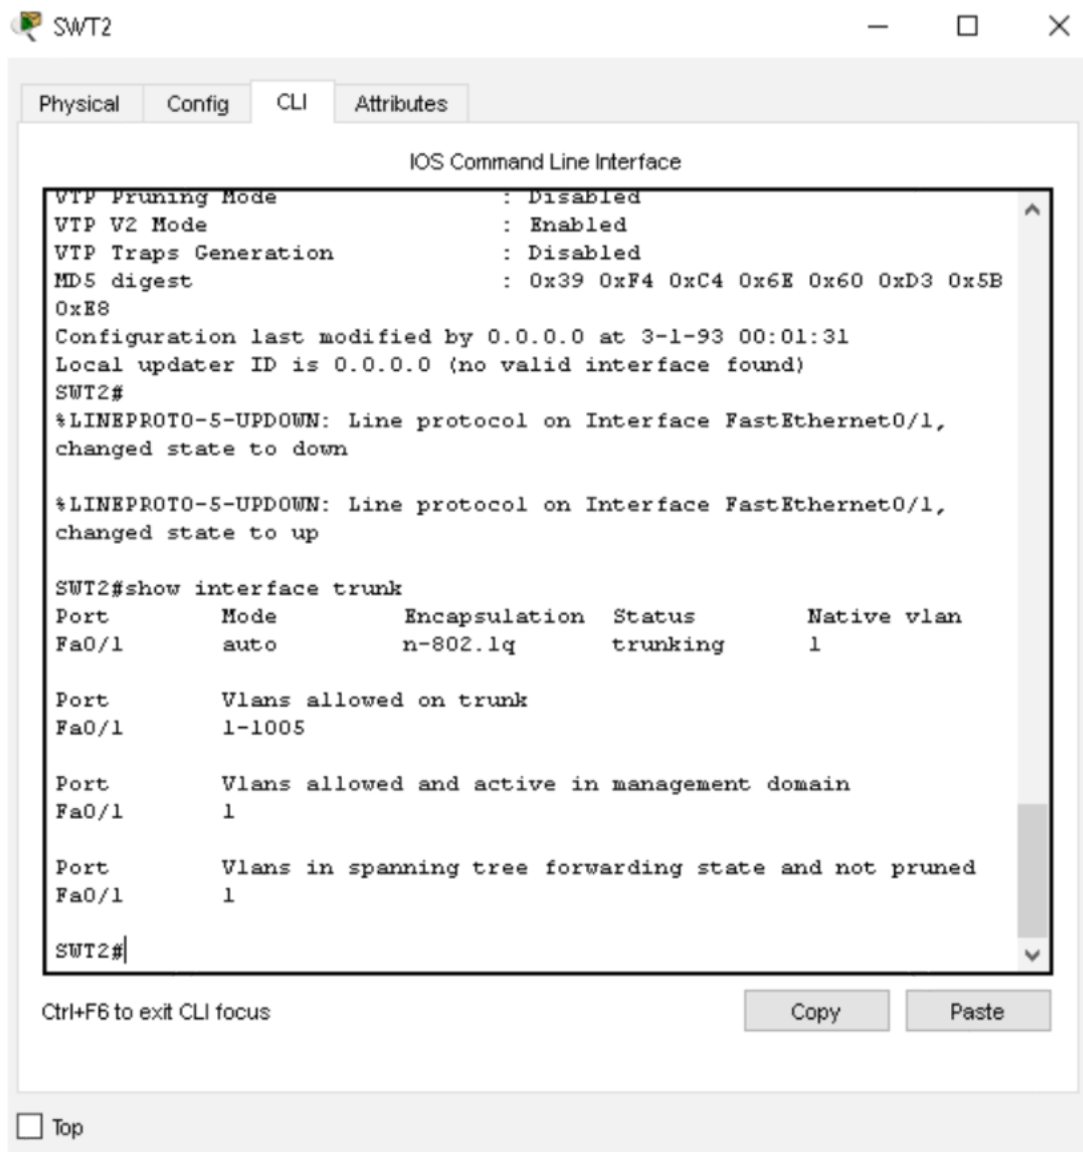 SWT2
Physical Config CLI Attributes
IOS Command Line Interface
VTP Pruning Mode : Disabled
VTP V2 Mode : Enabled
VTP Traps Generation : Disabled
MD5 digest : 0x39 0xF4 0xC4 0x6E 0x60 0xD3 0x5B
0xE8
Configuration last modified by 0.0.0.0 at 3-1-93 00:01:31
Local updater ID is 0.0.0.0 (no valid interface found)
SWT2#
%LINEPROTO-5-UPDOWN: Line protocol on Interface FastEthernet0/1,
changed state to down
%LINEPROTO-5-UPDOWN: Line protocol on Interface FastEthernet0/1,
changed state to up
SWT2#show interface trunk
Port Mode Encapsulation Status Native vlan
Fa0/1 auto n-802.1q trunking 1
Port Vlans allowed on trunk
Fa0/1 1-1005
Port Vlans allowed and active in management domain
Fa0/1 1
Port Vlans in spanning tree forwarding state and not pruned
Fa0/1 1
SWT2#
Ctrl+F6 to exit CLI focus
Copy Paste
Top